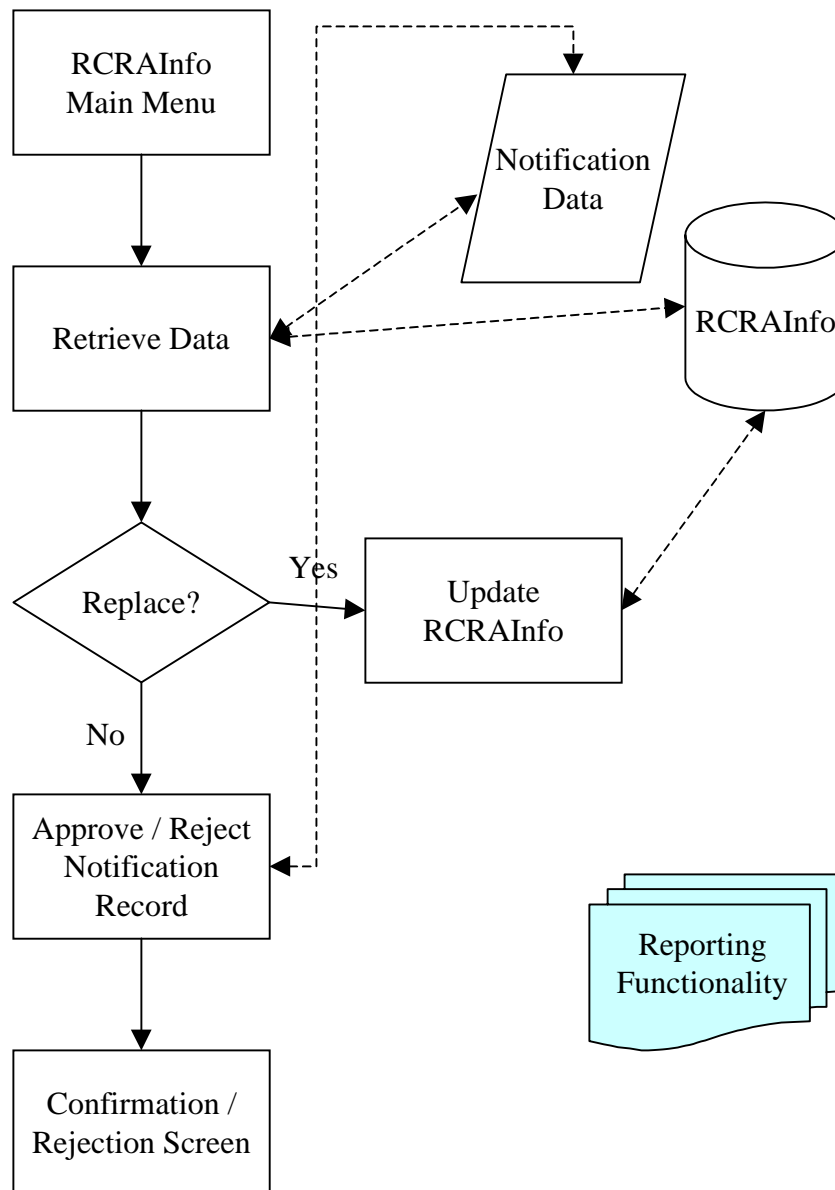 RCRAInfo
Main Menu
Notification
Data
RCRAInfo
Retrieve Data
Yes
Replace?
Update
RCRAInfo
No
Approve / Reject
Notification
Record
Reporting
Functionality
Confirmation /
Rejection Screen